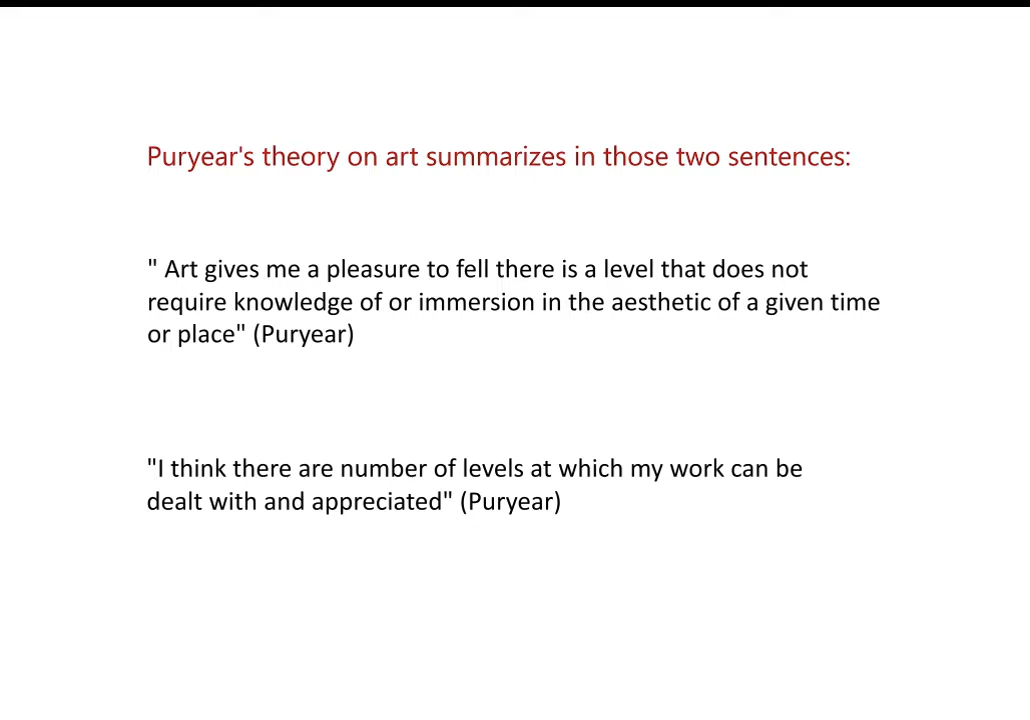 Puryear's theory on art summarizes in those two sentences:
" Art gives me a pleasure to fell there is a level that does not
require knowledge of or immersion in the aesthetic of a given time
or place" (Puryear)
"I think there are number of levels at which my work can be
dealt with and appreciated" (Puryear)